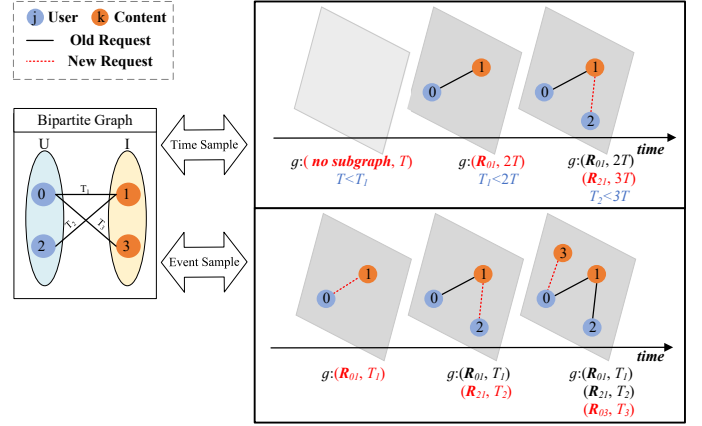 j User k Content
Old Request
New Request
Bipartite Graph
U I
0 T1 1
T2 T3
2 3
Time Sample
Event Sample
0 1
0 1 2
time
g:( no subgraph, T) g:(R01, 2T) g:(R01, 2T)
T<T1 T1<2T (R21, 3T)
T2<3T
0 1
0 1 2
3 1 0 2
time
g:(R01, T1) g:(R01, T1) g:(R01, T1)
(R21, T2) (R21, T2)
(R03, T3)